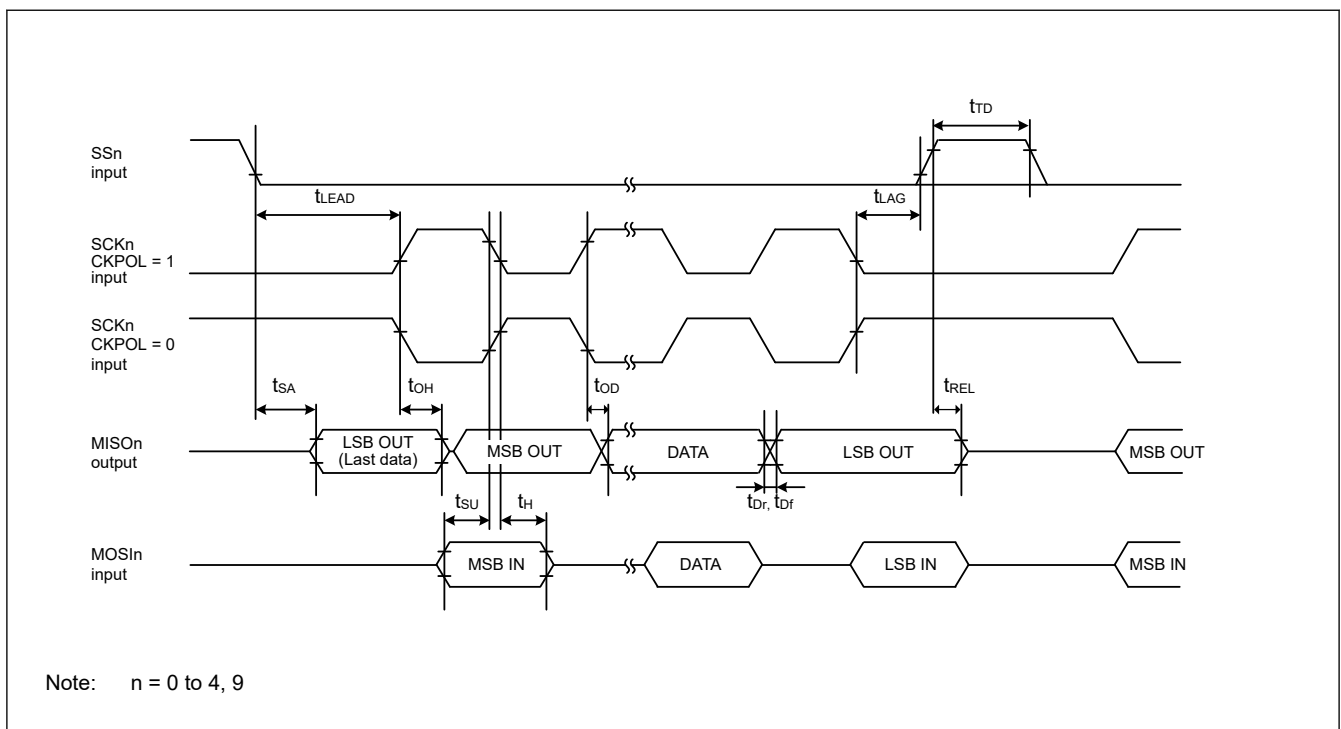 tTD
SSn
input
tLEAD
tLAG
SCKn
CKPOL = 1
input
SCKn
CKPOL = 0
input
tSA
tOH
tOD
tREL
MISOn
output
LSB OUT
(Last data)
MSB OUT
DATA
LSB OUT
MSB OUT
tSU
tH
tDr, tDf
MOSIn
input
MSB IN
DATA
LSB IN
MSB IN
Note: n = 0 to 4, 9